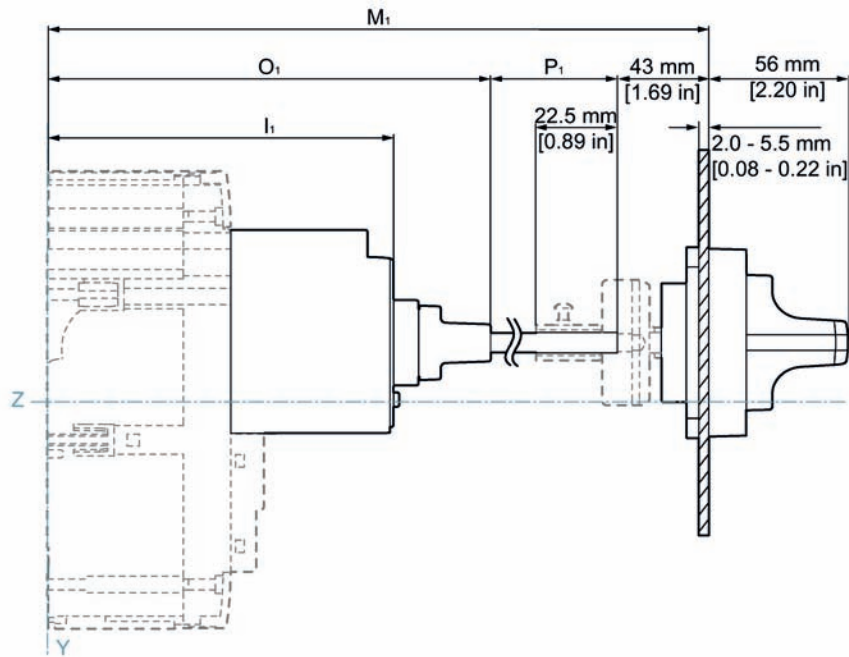 M₁
O₁
P₁
43 mm
[1.69 in]
56 mm
[2.20 in]
I₁
22.5 mm
[0.89 in]
2.0 - 5.5 mm
[0.08 - 0.22 in]
Z
Y